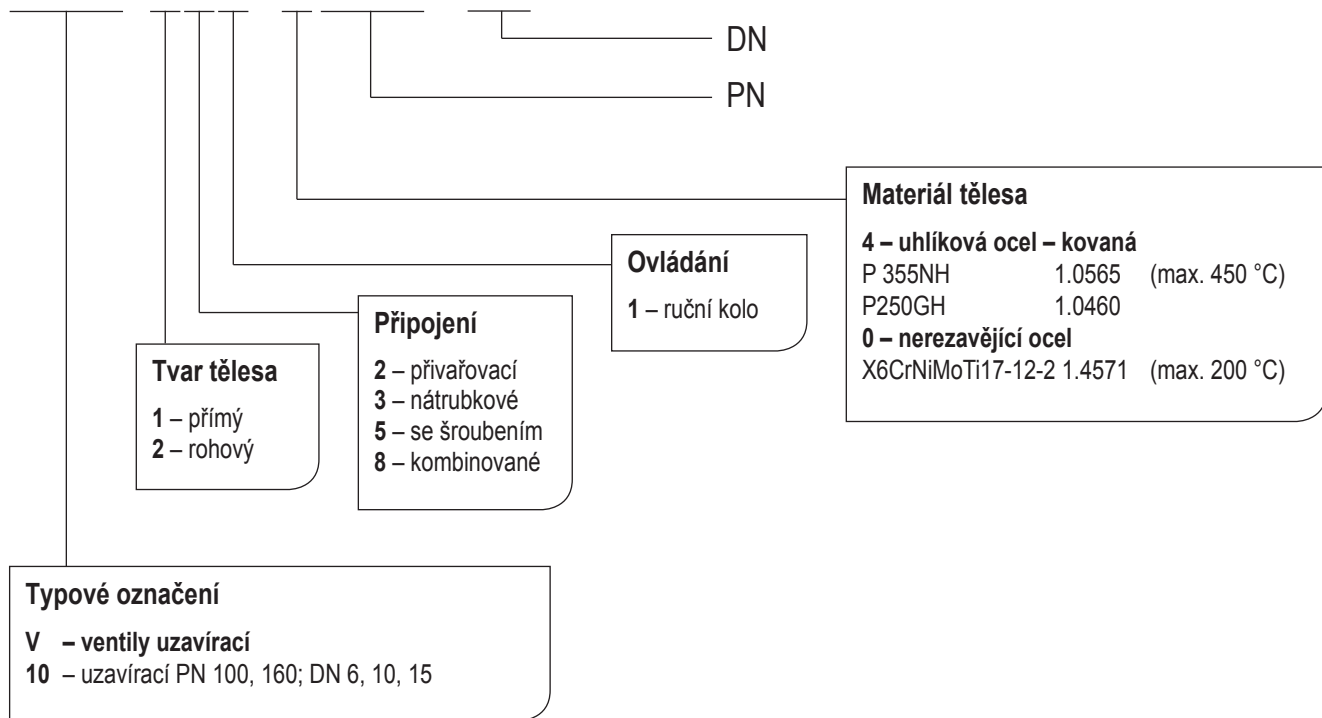 DN
PN
Materiál tělesa
4 – uhlíková ocel – kovaná
P 355NH 1.0565 (max. 450 °C)
P250GH 1.0460
0 – nerezavějící ocel
X6CrNiMoTi17-12-2 1.4571 (max. 200 °C)
Ovládání
1 – ruční kolo
Připojení
2 – přivařovací
3 – nátrubkové
5 – se šroubením
8 – kombinované
Tvar tělesa
1 – přímý
2 – rohový
Typové označení
V – ventily uzavírací
10 – uzavírací PN 100, 160; DN 6, 10, 15